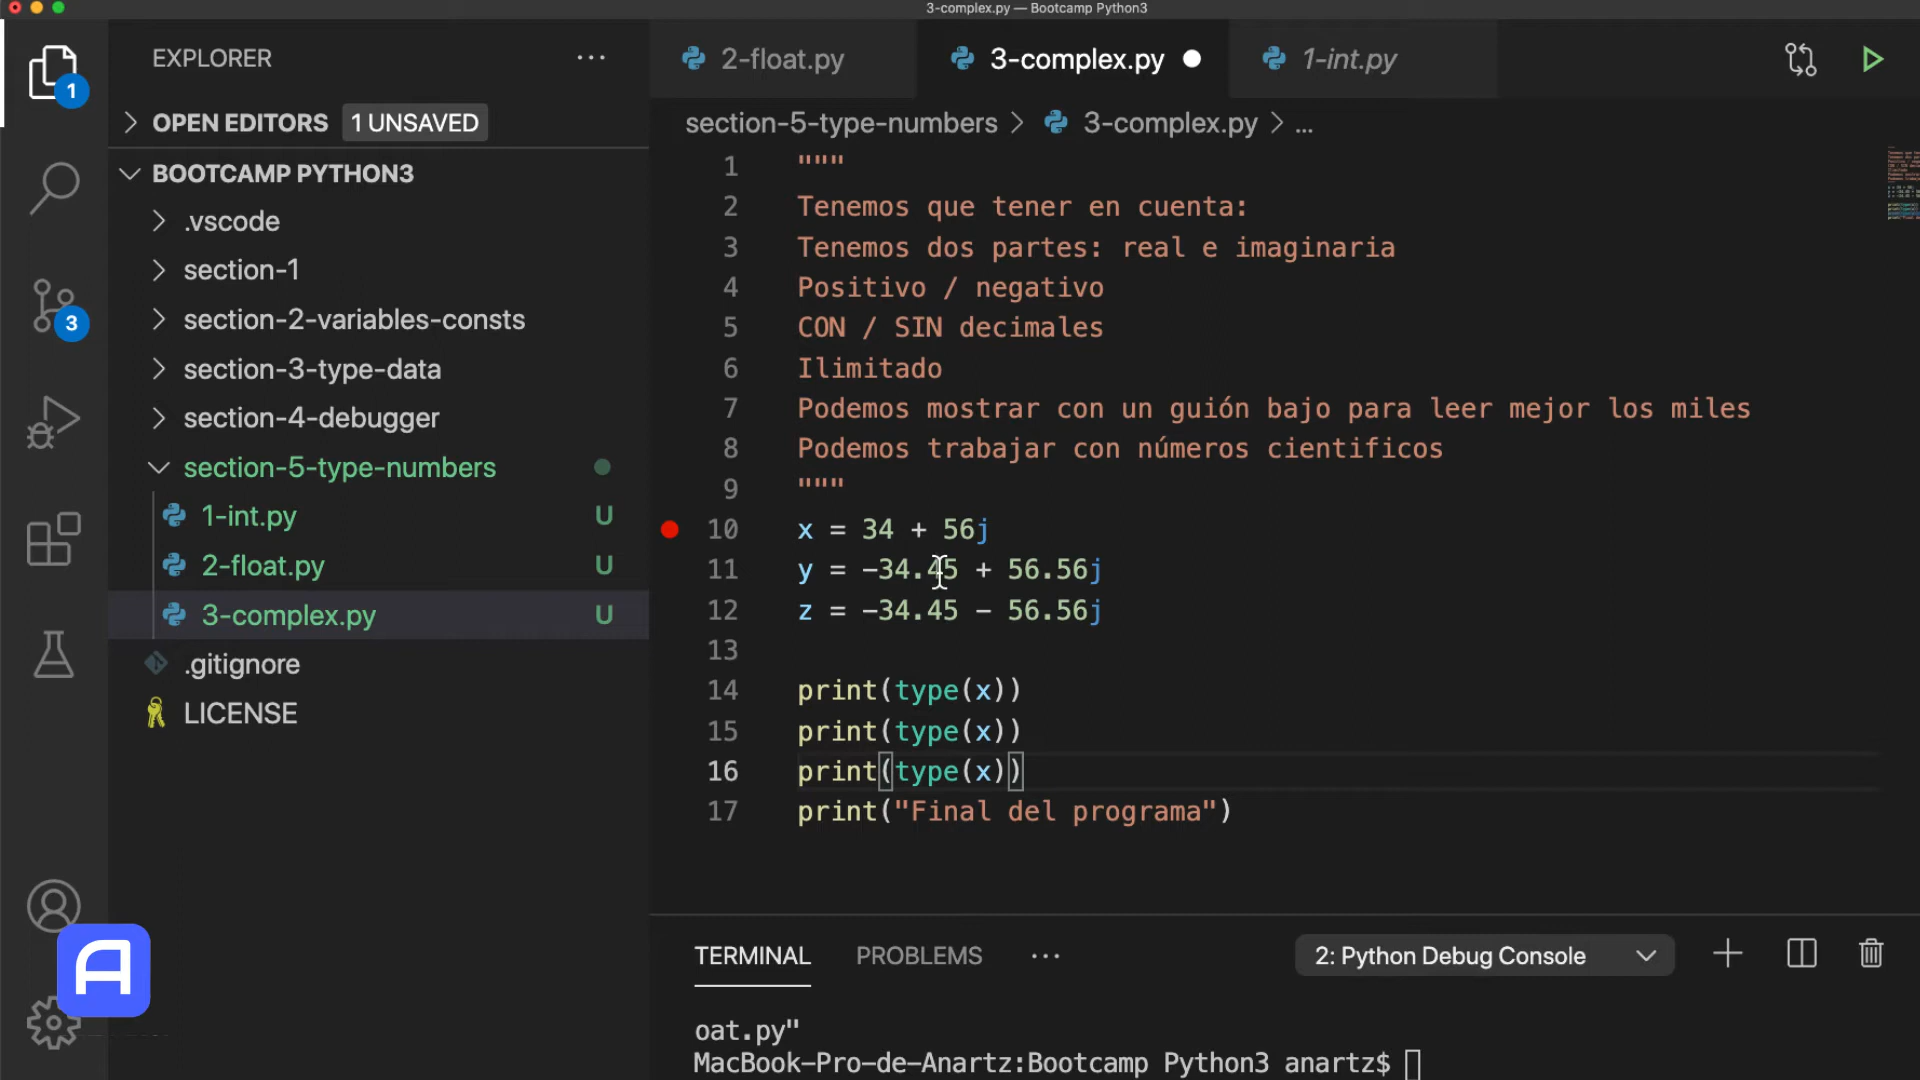 3-complex.py — Bootcamp Python3
EXPLORER
2-float.py
3-complex.py
1-int.py
1
OPEN EDITORS
1 UNSAVED
section-5-type-numbers > 3-complex.py > ...
BOOTCAMP PYTHON3
.vscode
section-1
section-2-variables-consts
3
section-3-type-data
section-4-debugger
section-5-type-numbers
1-int.py U
2-float.py U
3-complex.py U
.gitignore
LICENSE
1 """
2 Tenemos que tener en cuenta:
3 Tenemos dos partes: real e imaginaria
4 Positivo / negativo
5 CON / SIN decimales
6 Ilimitado
7 Podemos mostrar con un guión bajo para leer mejor los miles
8 Podemos trabajar con números cientificos
9 """
10 x = 34 + 56j
11 y = -34.45 + 56.56j
12 z = -34.45 - 56.56j
13
14 print(type(x))
15 print(type(x))
16 print(type(x))
17 print("Final del programa")
TERMINAL
PROBLEMS
2: Python Debug Console
oat.py"
MacBook-Pro-de-Anartz:Bootcamp Python3 anartz$
A